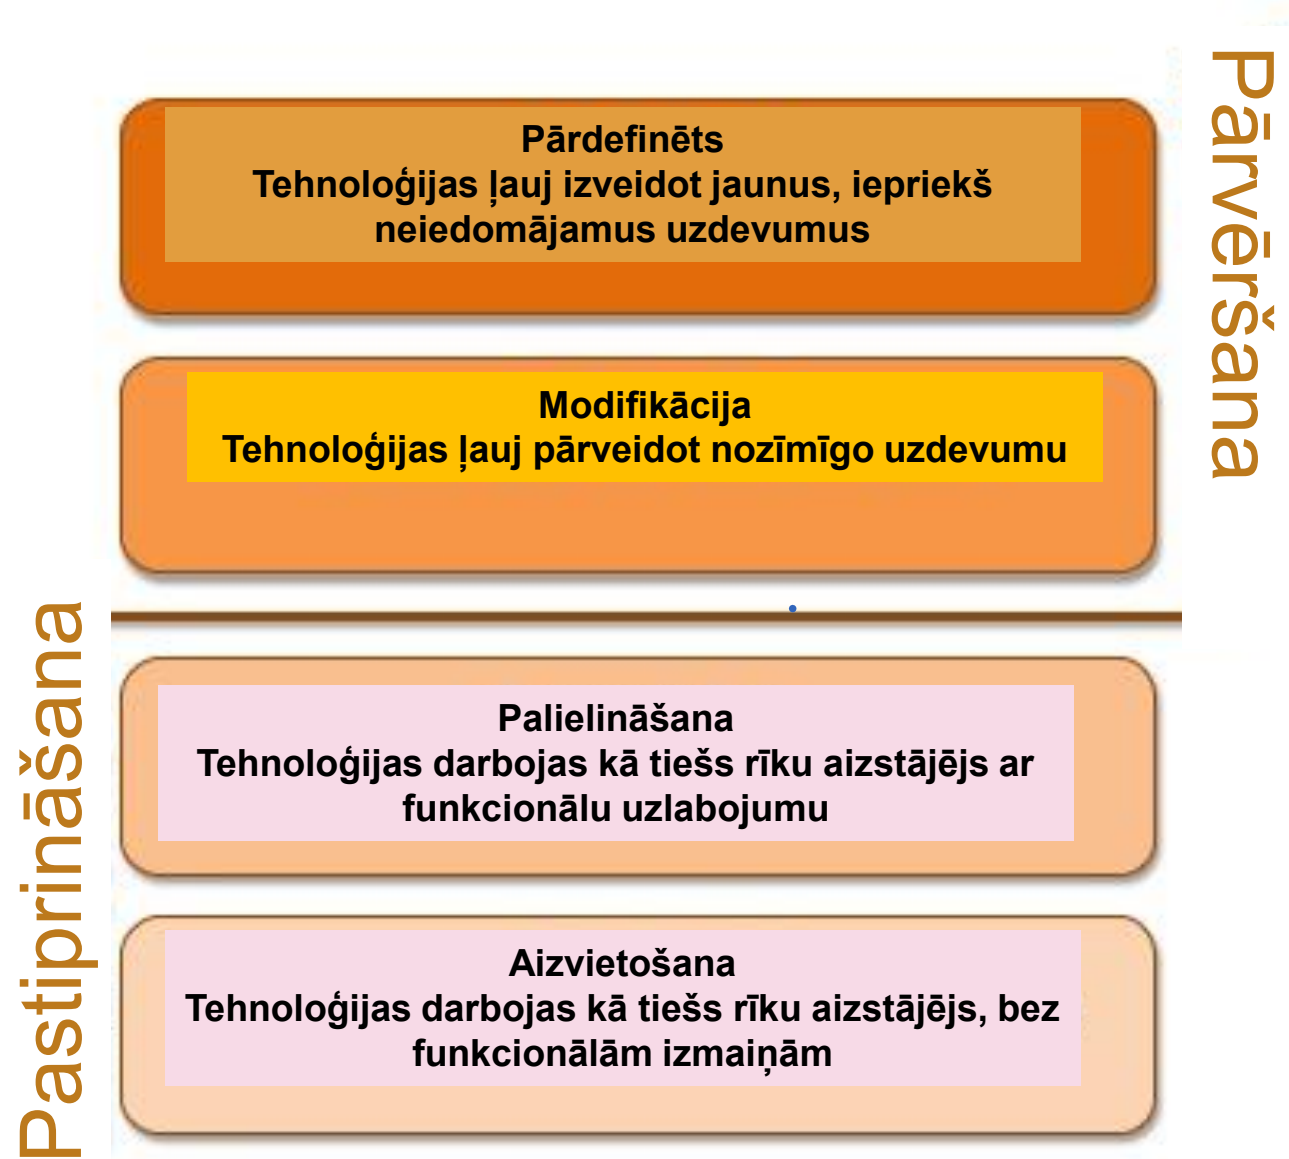 Pārvēršana
Pārdefinēts
Tehnoloģijas ļauj izveidot jaunus, iepriekš
neiedomājamus uzdevumus
Modifikācija
Tehnoloģijas ļauj pārveidot nozīmīgo uzdevumu
Pastiprināšana
Palielināšana
Tehnoloģijas darbojas kā tiešs rīku aizstājējs ar
funkcionālu uzlabojumu
Aizvietošana
Tehnoloģijas darbojas kā tiešs rīku aizstājējs, bez
funkcionālām izmaiņām